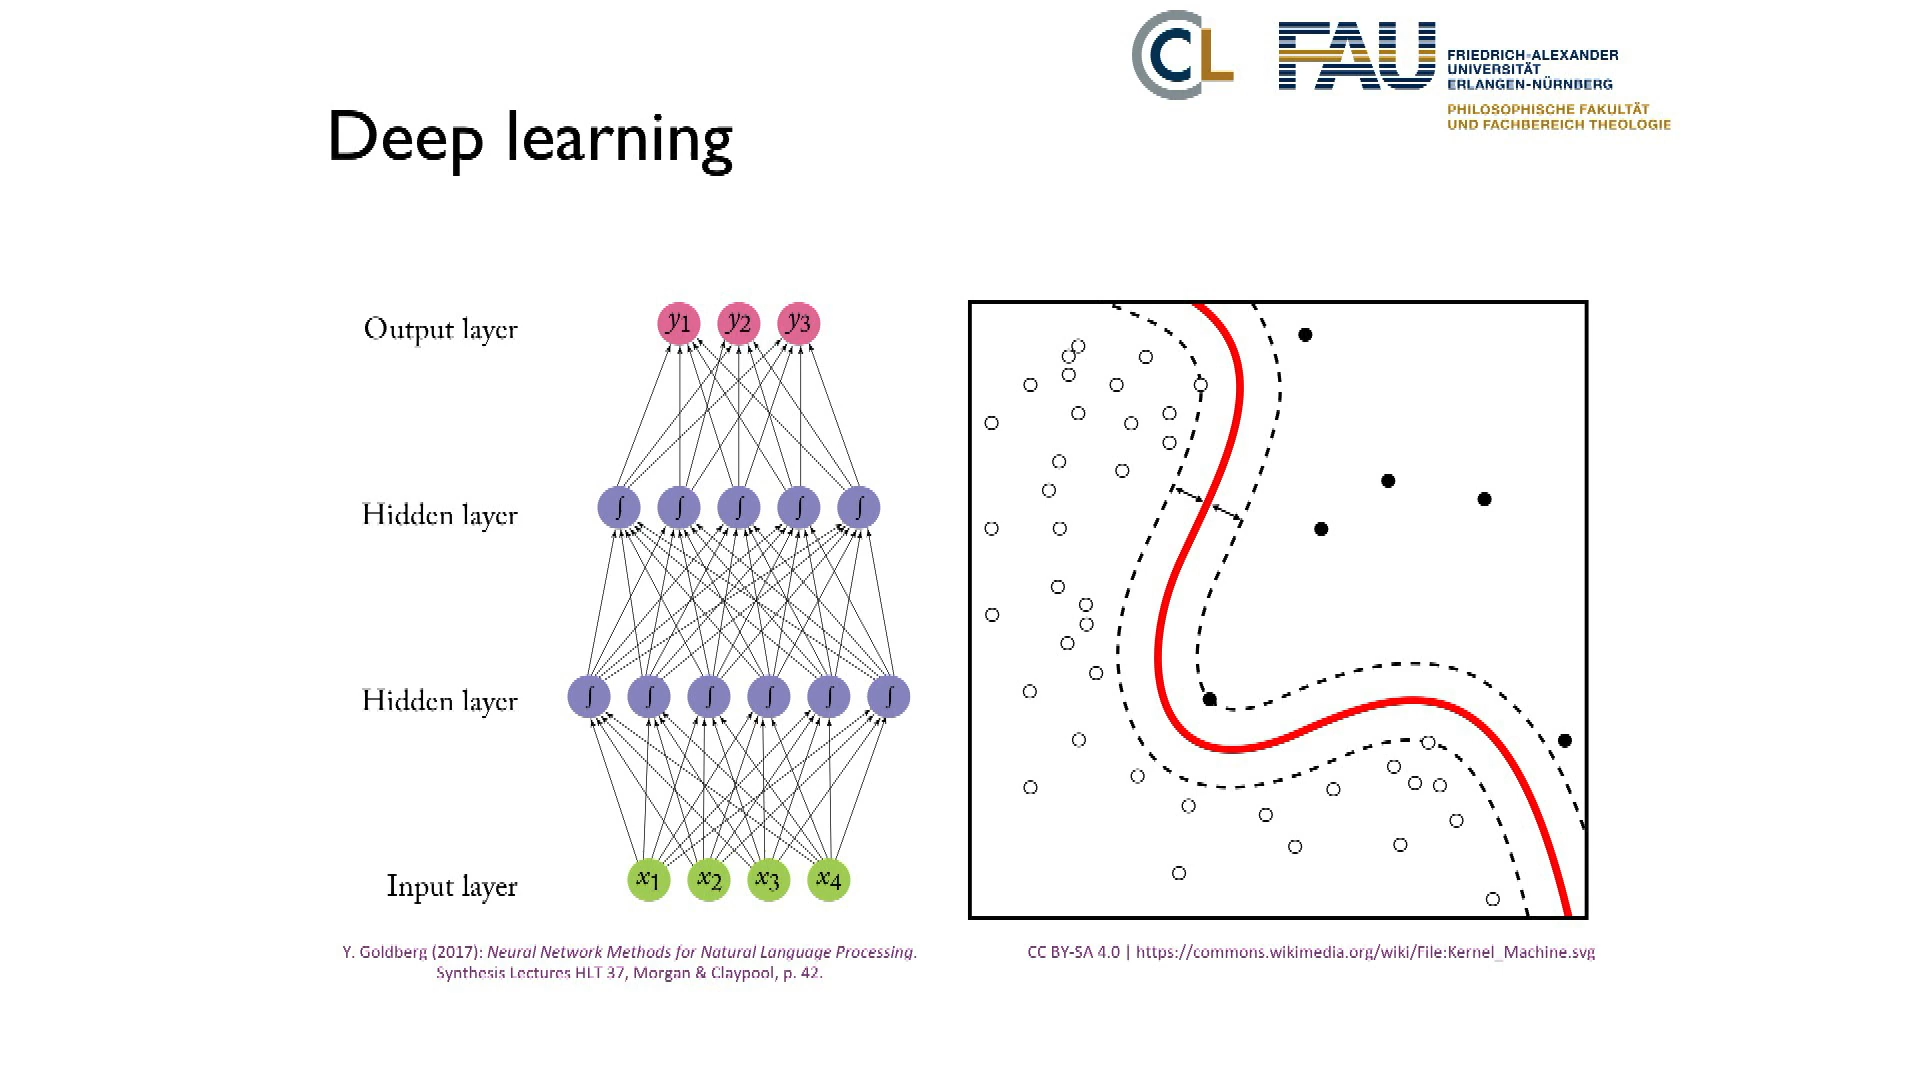 CCL
FAU
FRIEDRICH-ALEXANDER
UNIVERSITÄT
ERLANGEN-NÜRNBERG
PHILOSOPHISCHE FAKULTÄT
UND FACHBEREICH THEOLOGIE
Deep learning
Output layer
y1 y2 y3
Hidden layer
∫ ∫ ∫ ∫ ∫
Hidden layer
∫ ∫ ∫ ∫ ∫ ∫
Input layer
x1 x2 x3 x4
Y. Goldberg (2017): Neural Network Methods for Natural Language Processing.
Synthesis Lectures HLT 37, Morgan & Claypool, p. 42.
CC BY-SA 4.0 | https://commons.wikimedia.org/wiki/File:Kernel_Machine.svg